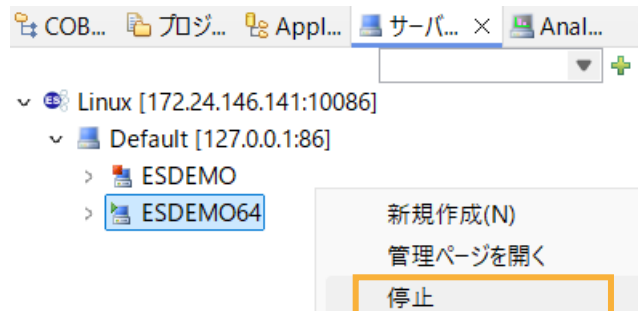 COB... プロジ... Appl... サーバ... Anal...
Linux [172.24.146.141:10086]
Default [127.0.0.1:86]
ESDEMO
ESDEMO64
新規作成(N)
管理ページを開く
停止